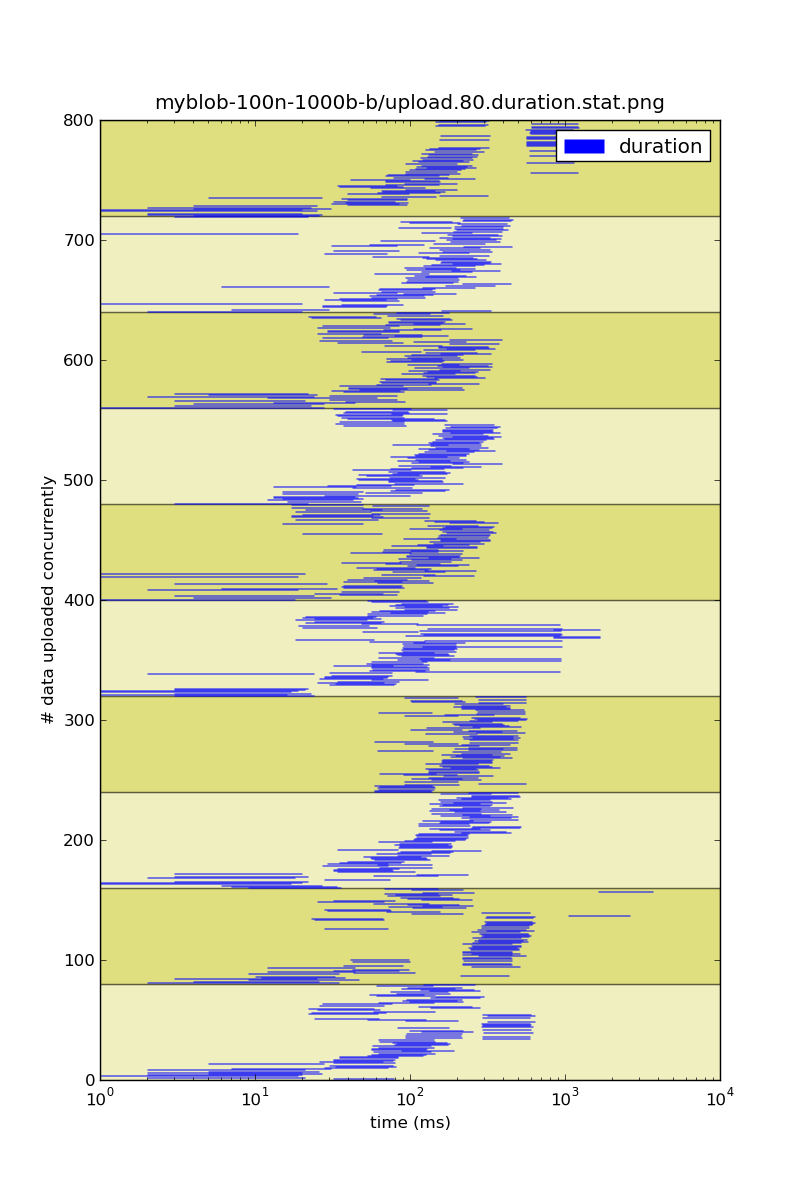 myblob-100n-1000b-b/upload.80.duration.stat.png
duration
800
700
600
500
400
300
200
100
0
# data uploaded concurrently
10^0 10^1 10^2 10^3 10^4
time (ms)